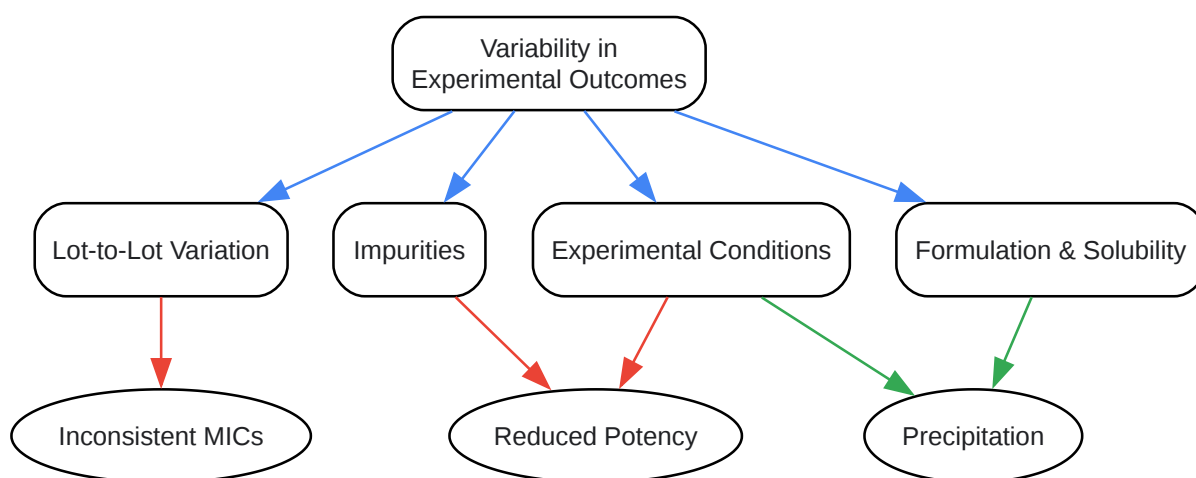 Variability in
Experimental Outcomes
Lot-to-Lot Variation
Impurities
Experimental Conditions
Formulation & Solubility
Inconsistent MICs
Reduced Potency
Precipitation